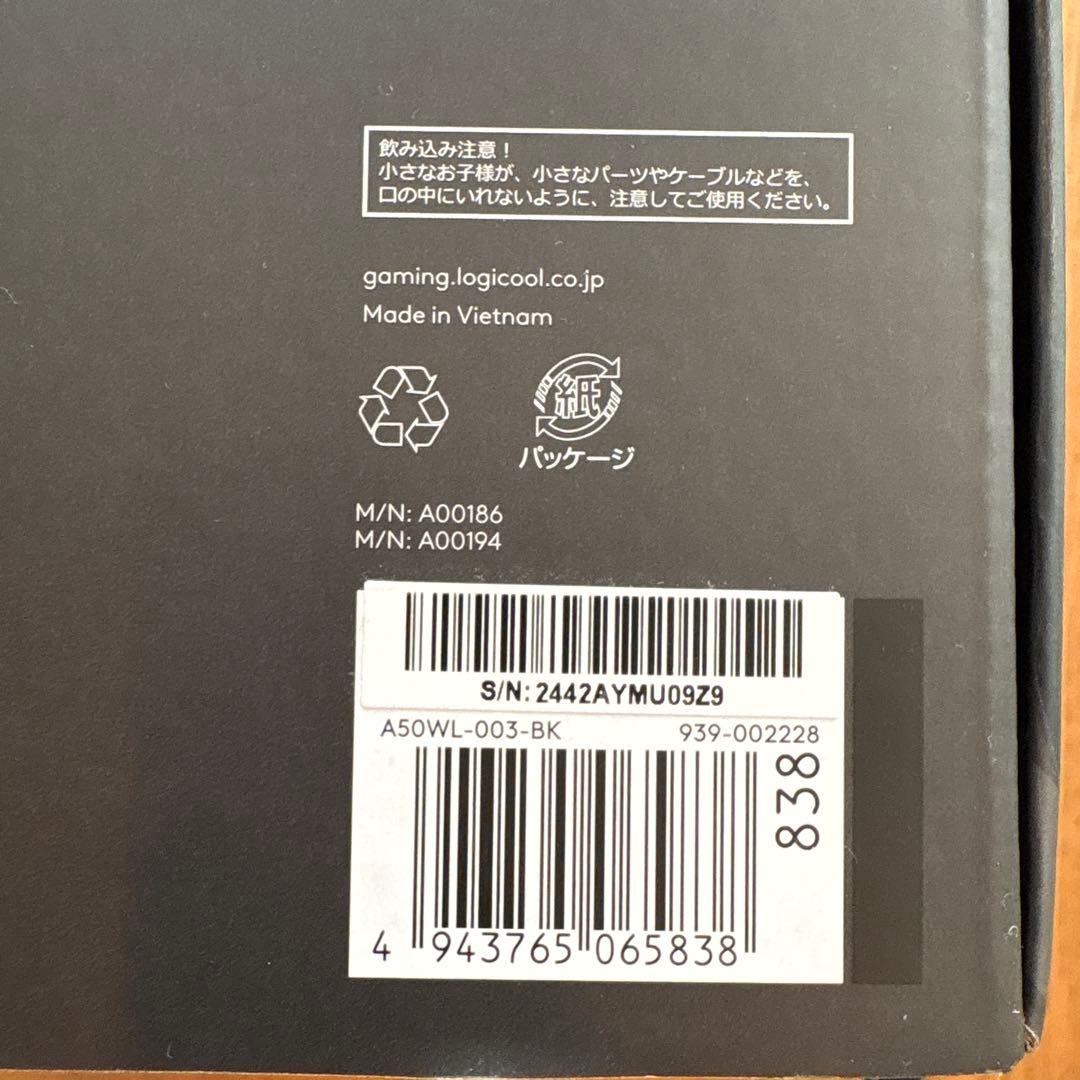 飲み込み注意！
小さなお子様が、小さなパーツやケーブルなどを、
口の中にいれないように、注意してご使用ください。
gaming.logicool.co.jp
Made in Vietnam
紙
パッケージ
M/N: A00186
M/N: A00194
S/N: 2442AYMU09Z9
A50WL-003-BK 939-002228
838
4 943765 065838